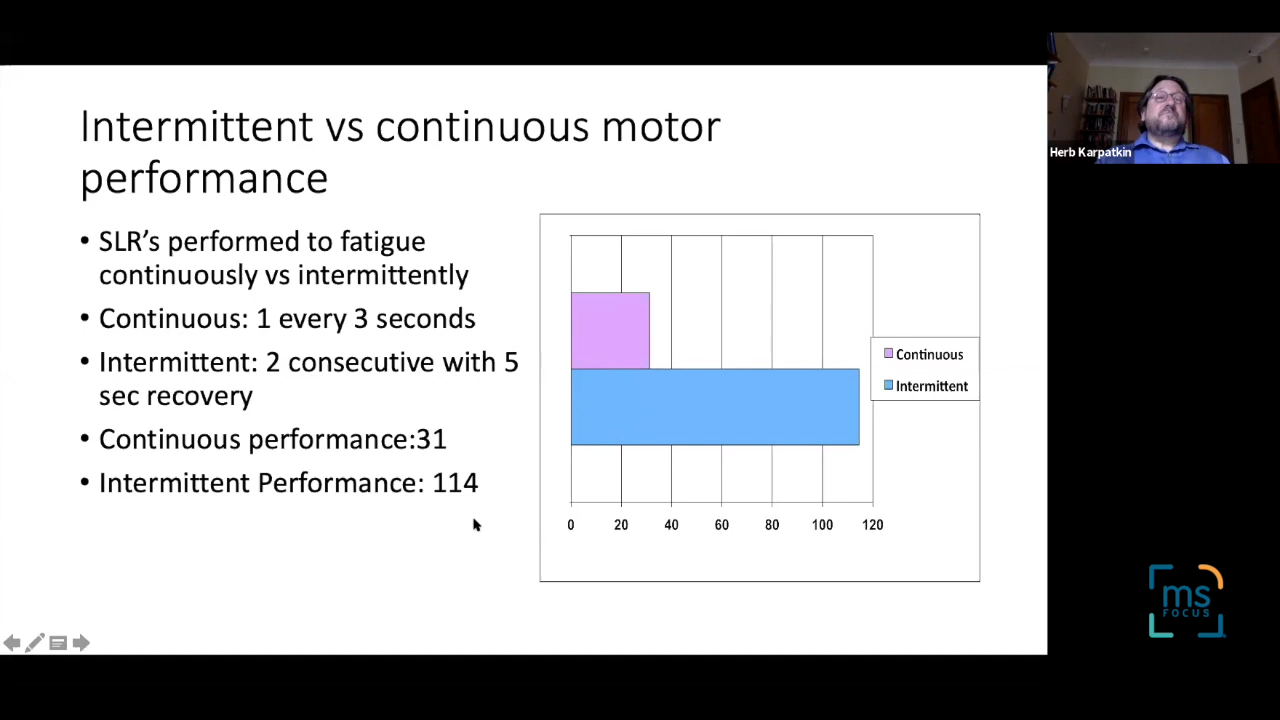 Intermittent vs continuous motor
performance
• SLR's performed to fatigue
continuously vs intermittently
• Continuous: 1 every 3 seconds
• Intermittent: 2 consecutive with 5
sec recovery
• Continuous performance:31
• Intermittent Performance: 114
Continuous
Intermittent
0 20 40 60 80 100 120
Herb Karpatkin
ms
FOCUS